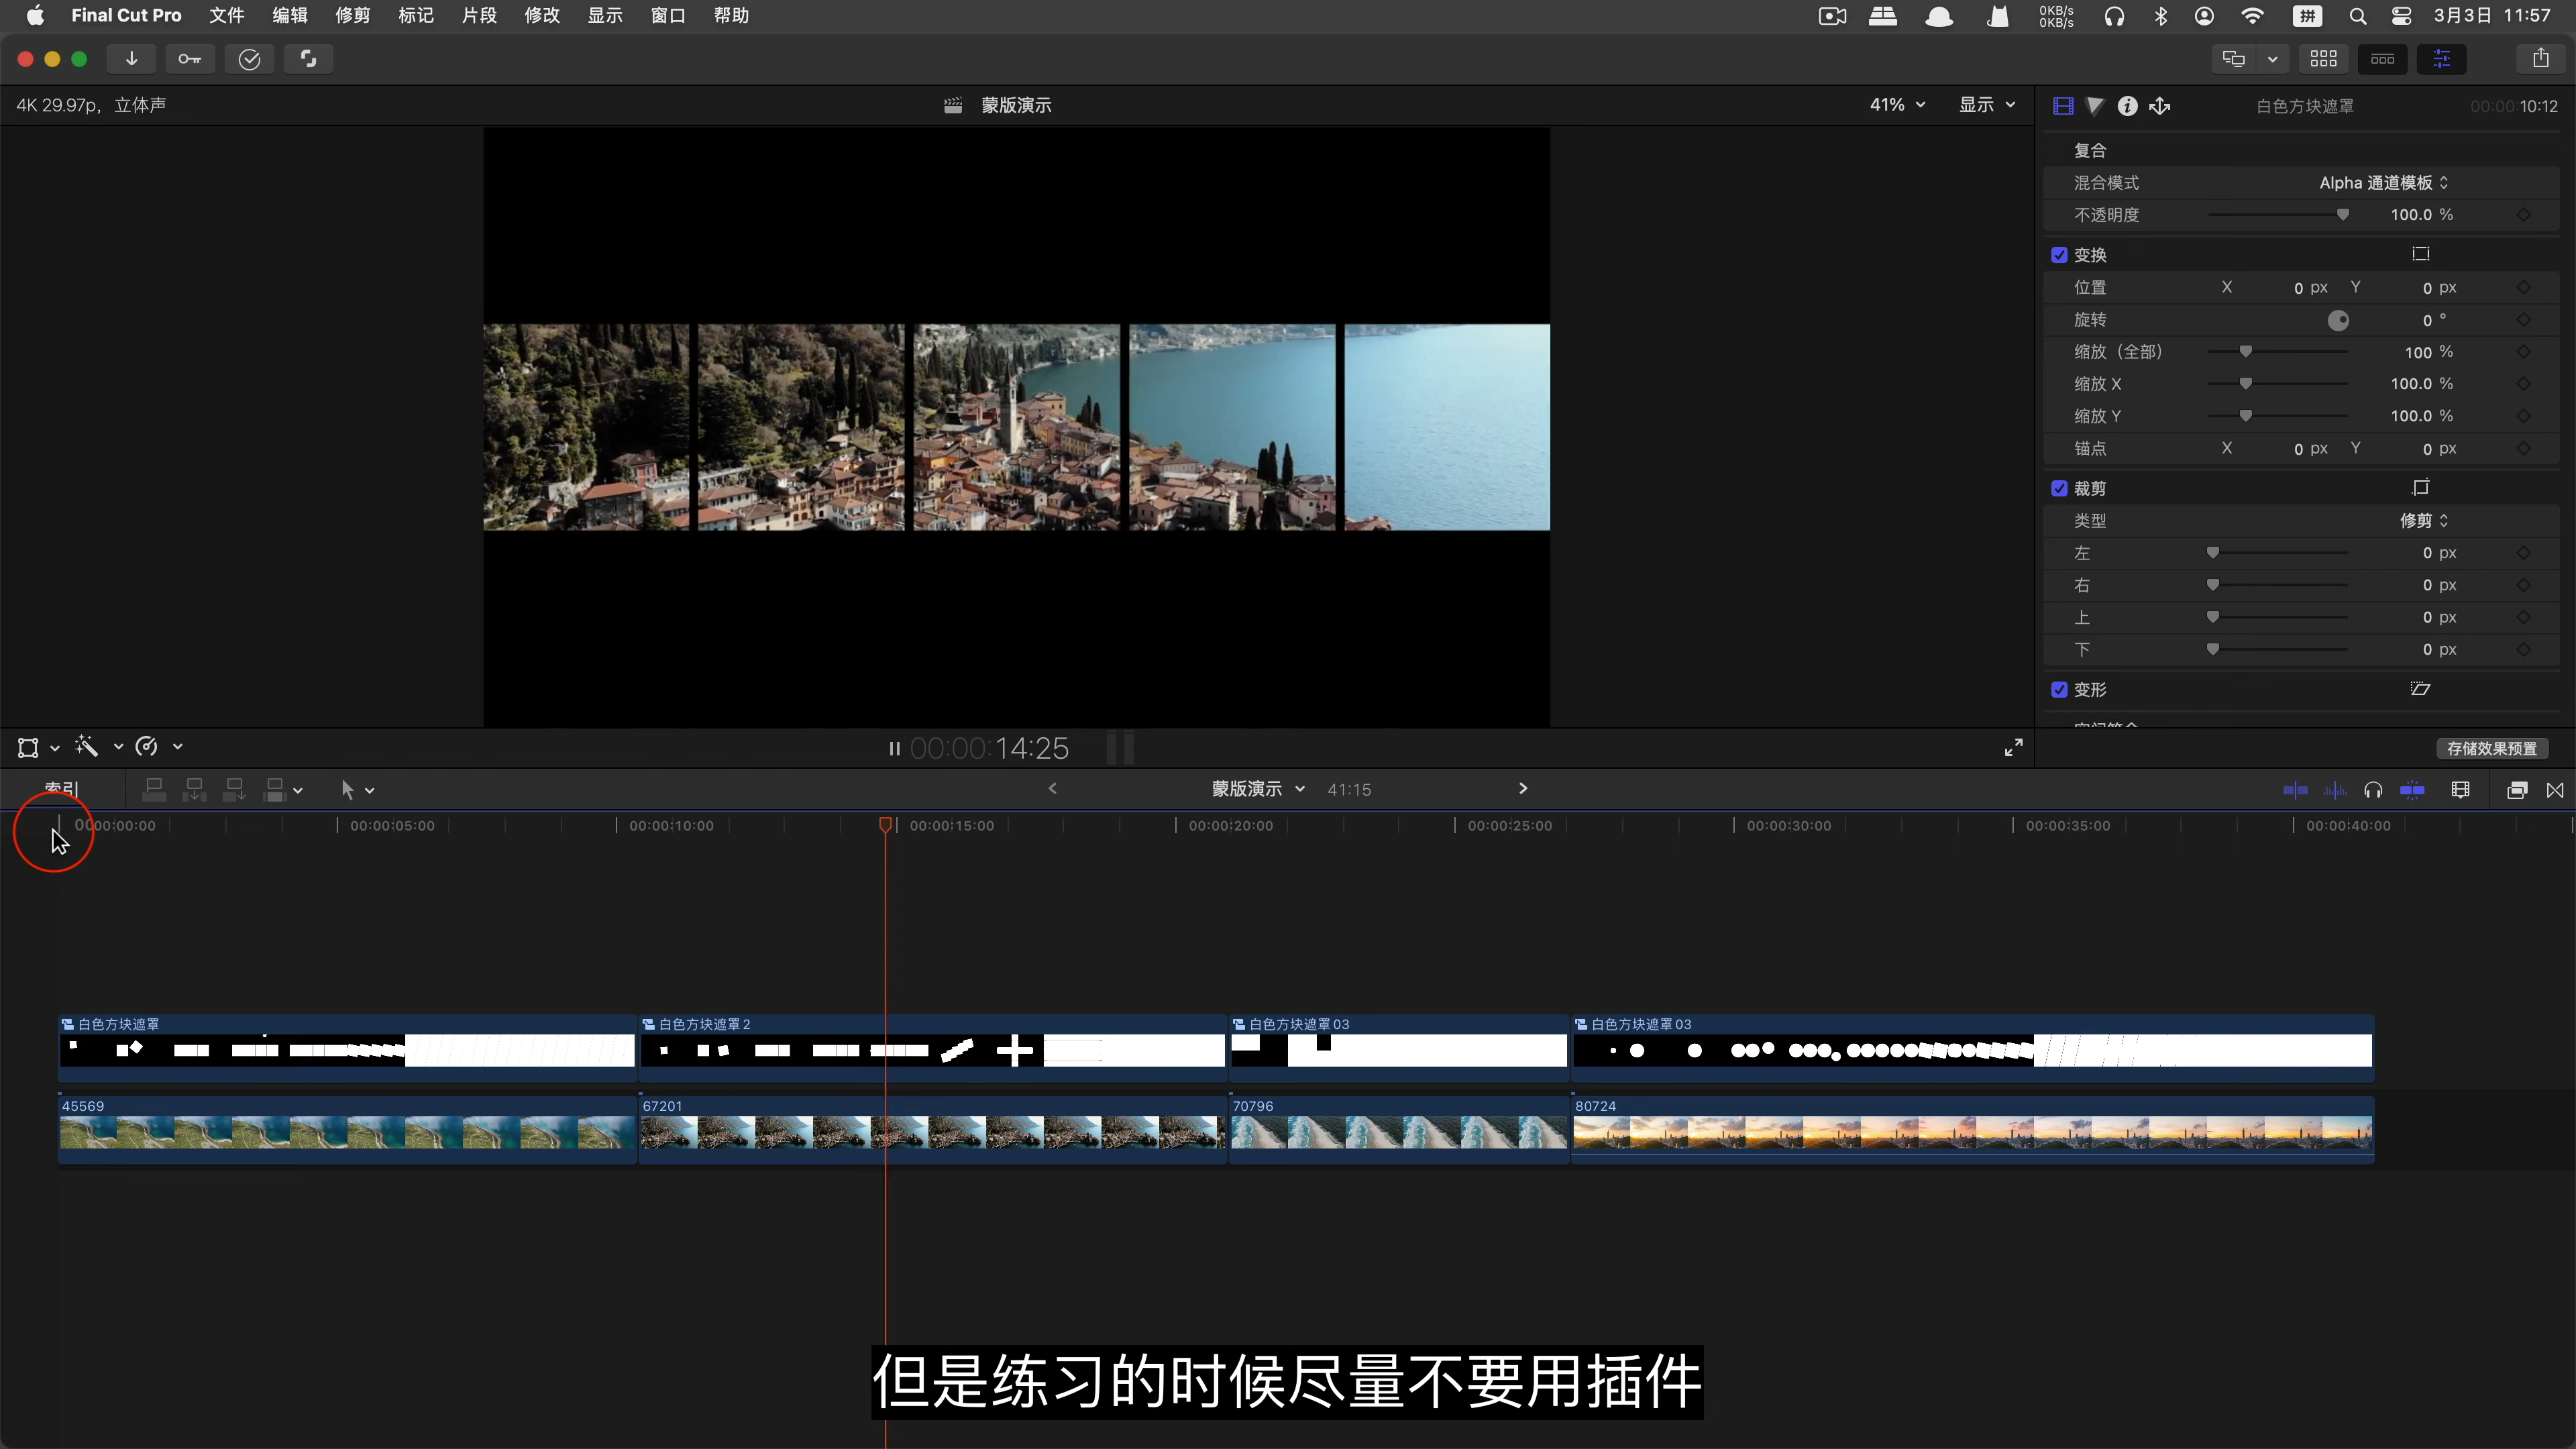 Final Cut Pro 文件 编辑 修剪 标记 片段 修改 显示 窗口 帮助
0KB/s
0KB/s
拼
3月3日 11:57
4K 29.97p, 立体声
蒙版演示
41%
显示
白色方块遮罩
00:00:10:12
复合
混合模式 Alpha 通道模板
不透明度 100.0 %
变换
位置 X 0 px Y 0 px
旋转 0 °
缩放（全部） 100 %
缩放 X 100.0 %
缩放 Y 100.0 %
锚点 X 0 px Y 0 px
裁剪
类型 修剪
左 0 px
右 0 px
上 0 px
下 0 px
变形
00:00:14:25
存储效果预置
索引
蒙版演示 41:15
00:00:00:00 00:00:05:00 00:00:10:00 00:00:15:00 00:00:20:00 00:00:25:00 00:00:30:00 00:00:35:00 00:00:40:00
白色方块遮罩 白色方块遮罩 2 白色方块遮罩 03 白色方块遮罩 03
45569 67201 70796 80724
但是练习的时候尽量不要用插件